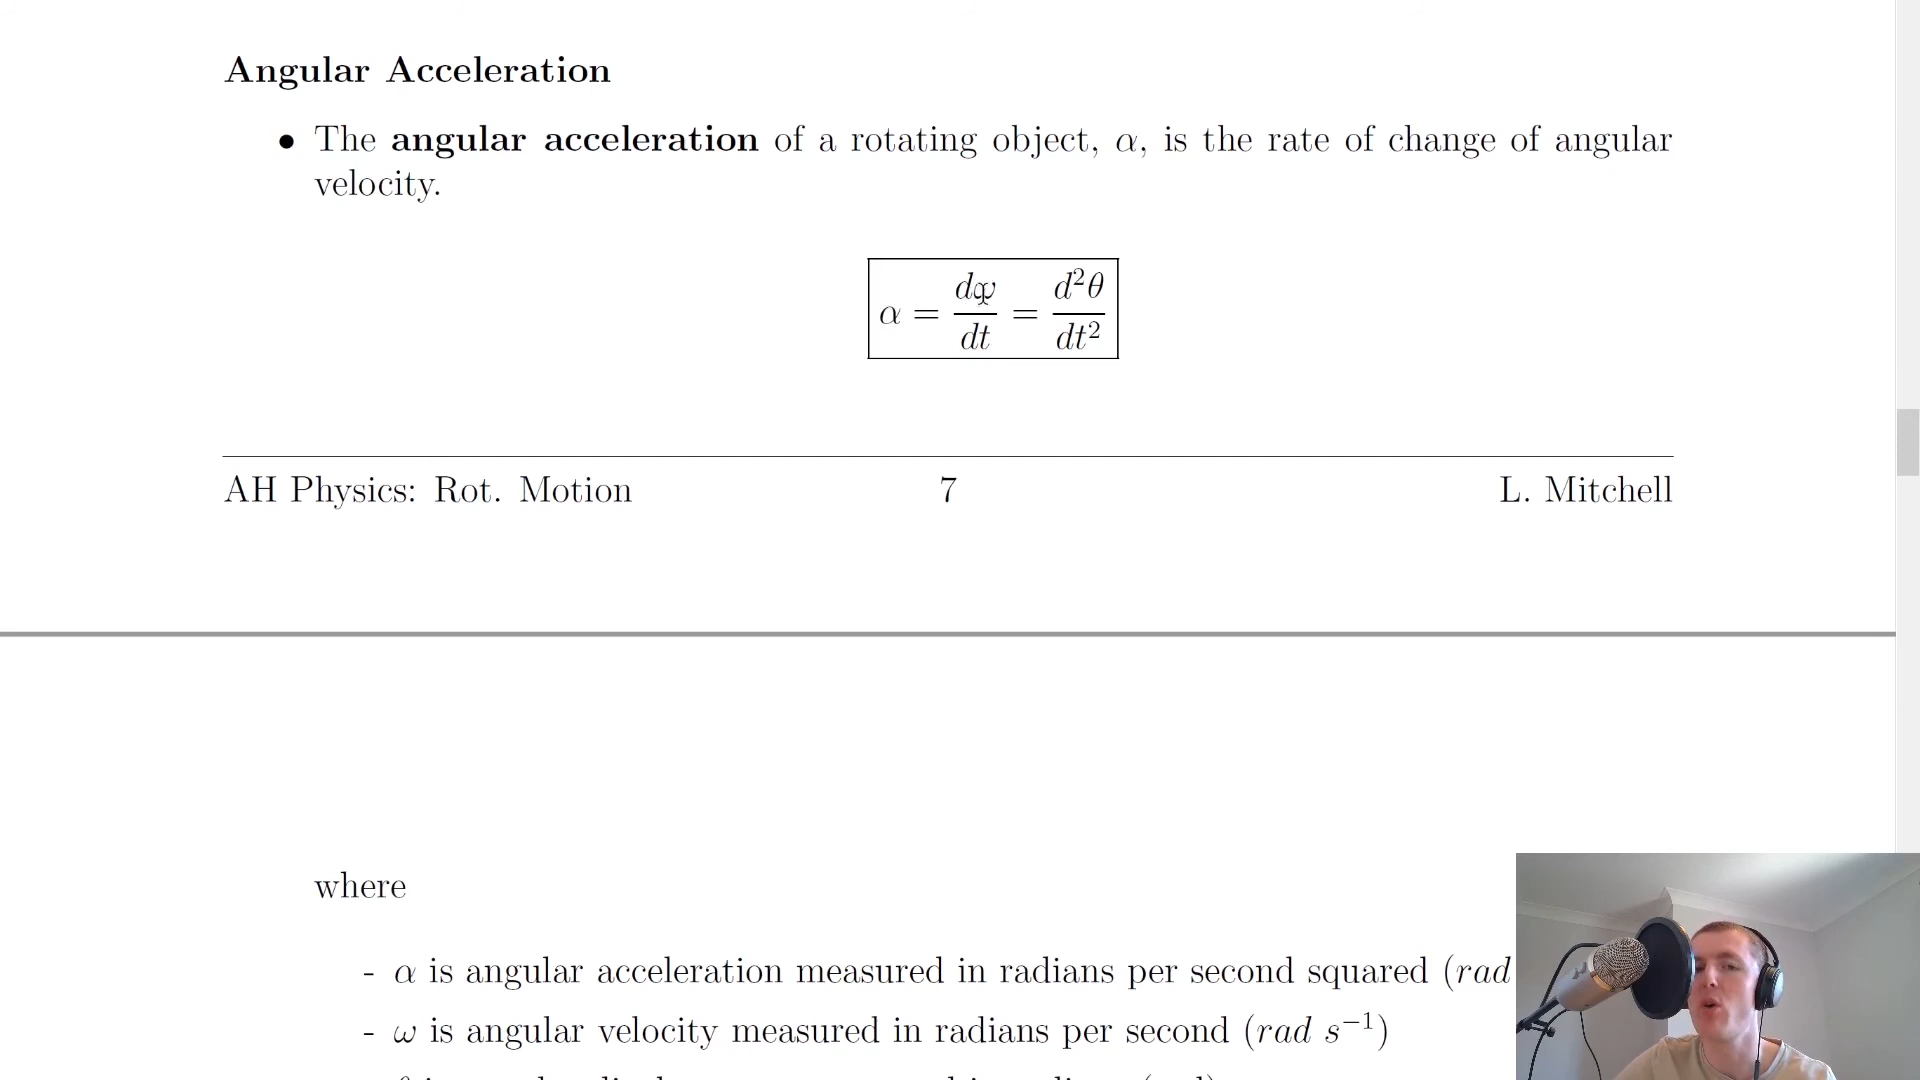 Angular Acceleration
• The angular acceleration of a rotating object, α, is the rate of change of angular
velocity.
α = dω/dt = d²θ/dt²
AH Physics: Rot. Motion 7 L. Mitchell
where
- α is angular acceleration measured in radians per second squared (rad
- ω is angular velocity measured in radians per second (rad s⁻¹)